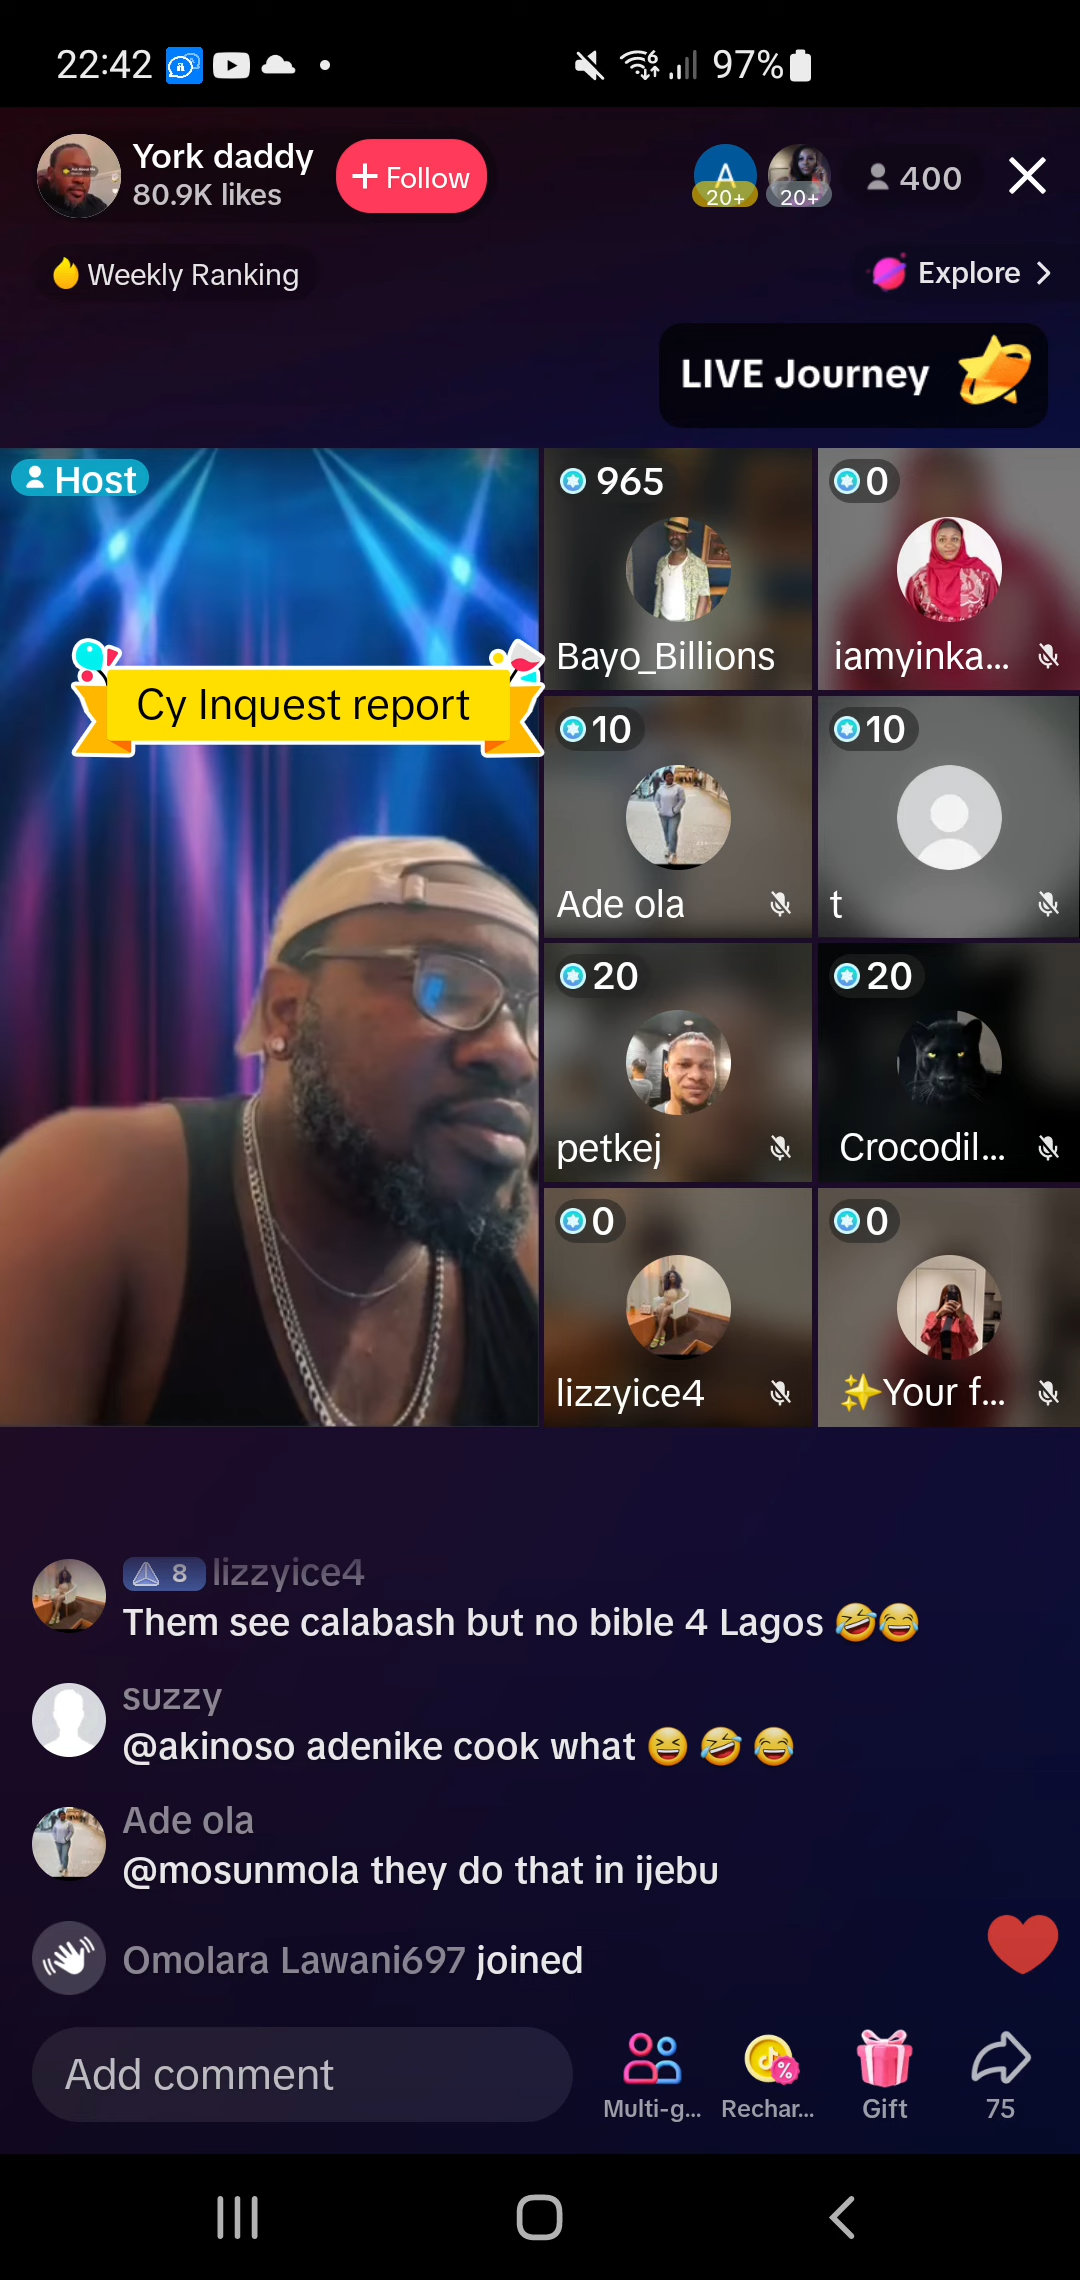 22:42
97%
York daddy
80.9K likes
+ Follow
A
20+
20+
400
Weekly Ranking
Explore
LIVE Journey
Host
Cy Inquest report
965
Bayo_Billions
0
iamyinka...
10
Ade ola
10
t
20
petkej
20
Crocodil...
0
lizzyice4
0
✨Your f...
8 lizzyice4
Them see calabash but no bible 4 Lagos 🤣😂
suzzy
@akinoso adenike cook what 😆 🤣 😂
Ade ola
@mosunmola they do that in ijebu
Omolara Lawani697 joined
Add comment
Multi-g...
Rechar...
Gift
75